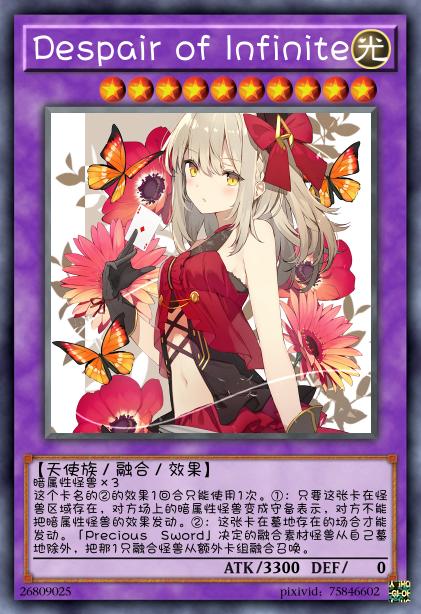 Despair of Infinite 光
【天使族 / 融合 / 效果】
暗属性怪兽×3
这个卡名的②的效果1回合只能使用1次。①：只要这张卡在怪
兽区域存在，对方场上的暗属性怪兽变成守备表示，对方不能
把暗属性怪兽的效果发动。②：这张卡在墓地存在的场合才能
发动。「Precious Sword」决定的融合素材怪兽从自己墓
地除外，把那1只融合怪兽从额外卡组融合召唤。
ATK/3300 DEF/ 0
26809025 pixivid: 75846602